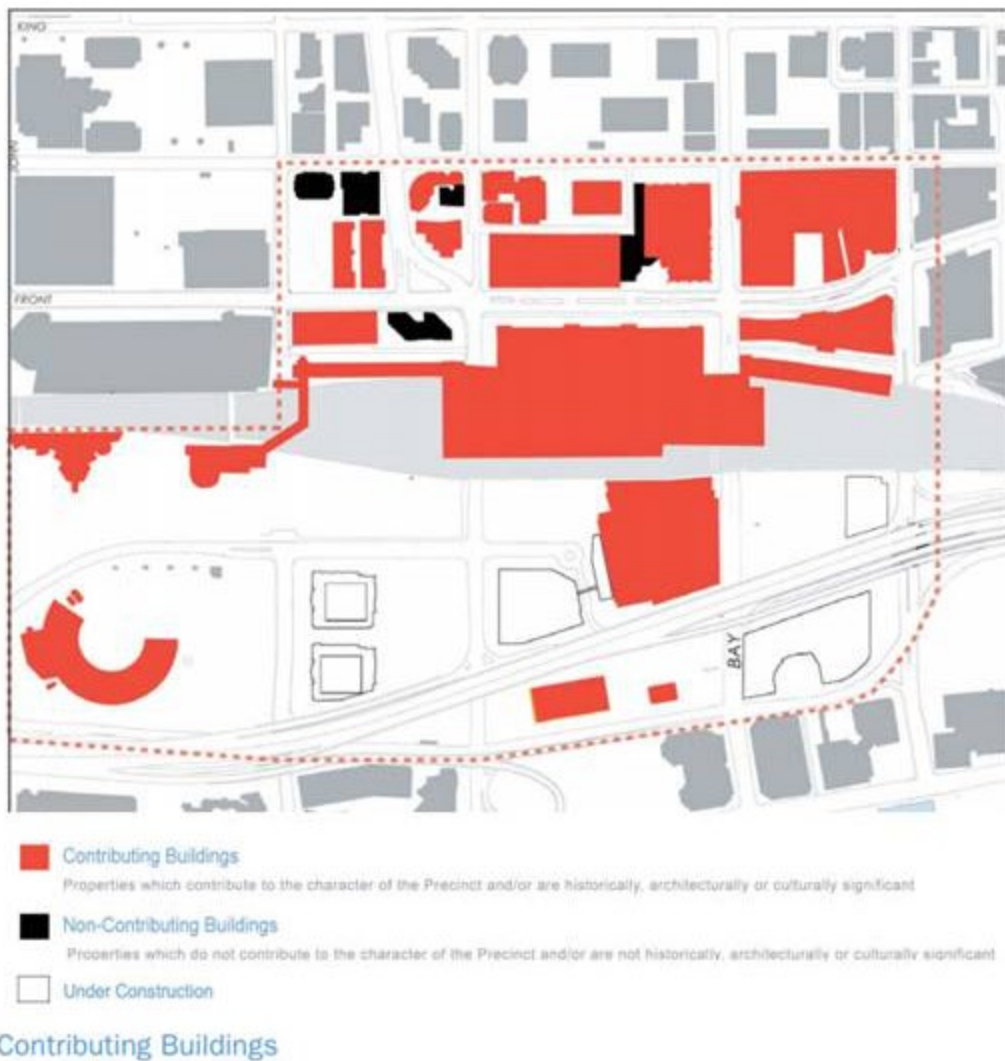 KING
JOHN
FRONT
BAY
Contributing Buildings
Properties which contribute to the character of the Precinct and/or are historically, architecturally or culturally significant
Non-Contributing Buildings
Properties which do not contribute to the character of the Precinct and/or are not historically, architecturally or culturally significant
Under Construction
Contributing Buildings